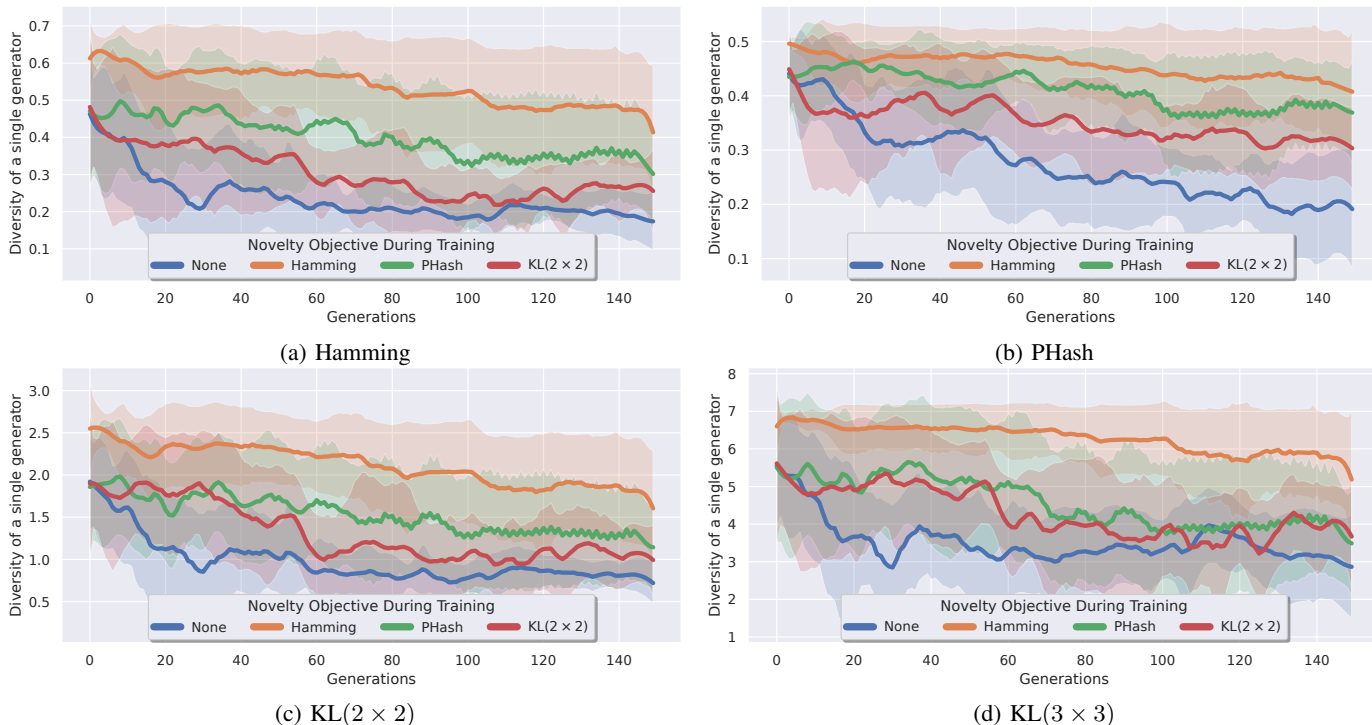 0.7
0.6
0.5
0.4
0.3
0.2
0.1
Diversity of a single generator
Novelty Objective During Training
None Hamming PHash KL(2 × 2)
0 20 40 60 80 100 120 140
Generations
(a) Hamming
0.5
0.4
0.3
0.2
0.1
Diversity of a single generator
Novelty Objective During Training
None Hamming PHash KL(2 × 2)
0 20 40 60 80 100 120 140
Generations
(b) PHash
3.0
2.5
2.0
1.5
1.0
0.5
Diversity of a single generator
Novelty Objective During Training
None Hamming PHash KL(2 × 2)
0 20 40 60 80 100 120 140
Generations
(c) KL(2 × 2)
8
7
6
5
4
3
2
1
Diversity of a single generator
Novelty Objective During Training
None Hamming PHash KL(2 × 2)
0 20 40 60 80 100 120 140
Generations
(d) KL(3 × 3)